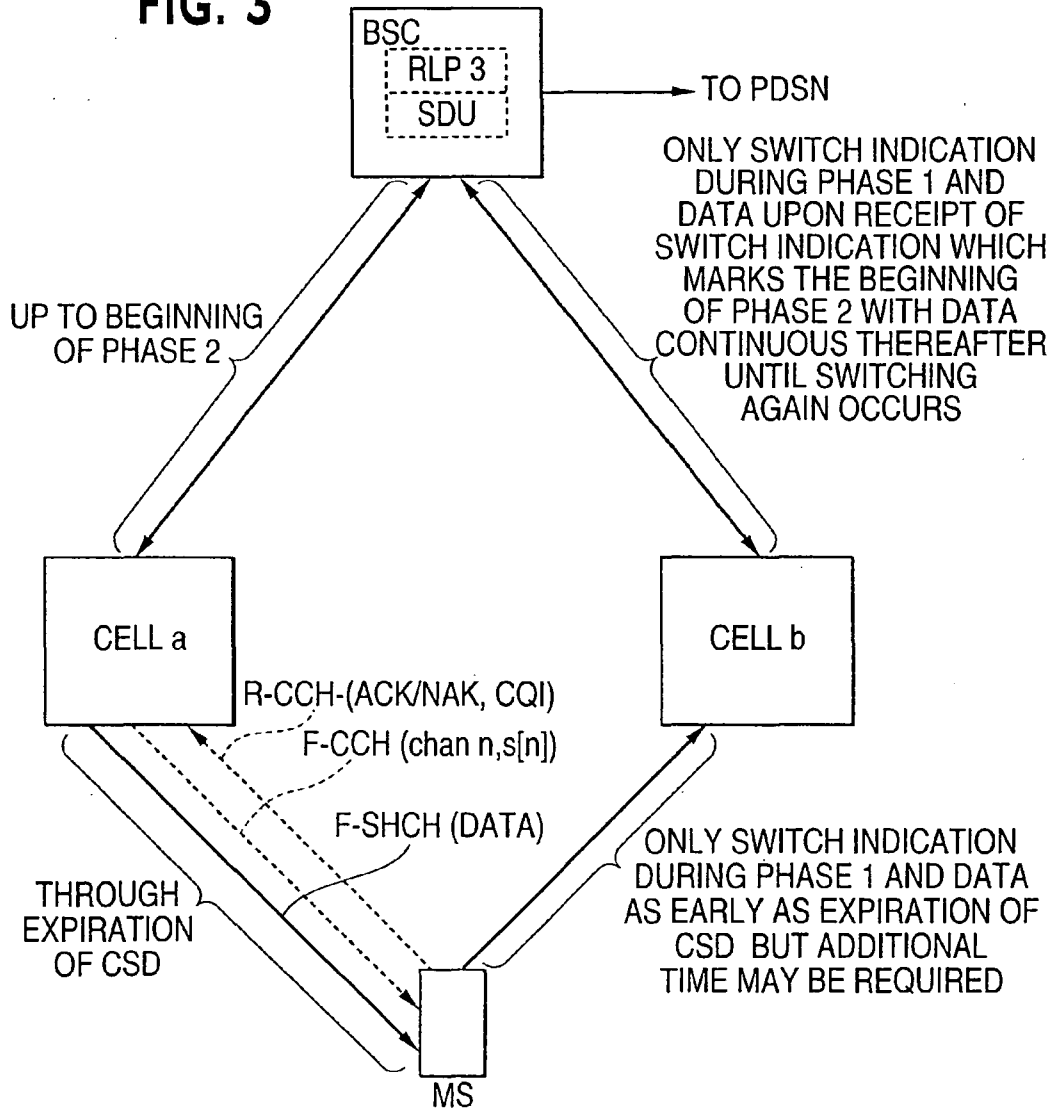 FIG. 3
BSC
RLP 3
SDU
TO PDSN
ONLY SWITCH INDICATION
DURING PHASE 1 AND
DATA UPON RECEIPT OF
SWITCH INDICATION WHICH
MARKS THE BEGINNING
OF PHASE 2 WITH DATA
CONTINUOUS THEREAFTER
UNTIL SWITCHING
AGAIN OCCURS
UP TO BEGINNING
OF PHASE 2
CELL a
CELL b
R-CCH-(ACK/NAK, CQI)
F-CCH (chan n,s[n])
F-SHCH (DATA)
THROUGH
EXPIRATION
OF CSD
ONLY SWITCH INDICATION
DURING PHASE 1 AND DATA
AS EARLY AS EXPIRATION OF
CSD BUT ADDITIONAL
TIME MAY BE REQUIRED
MS